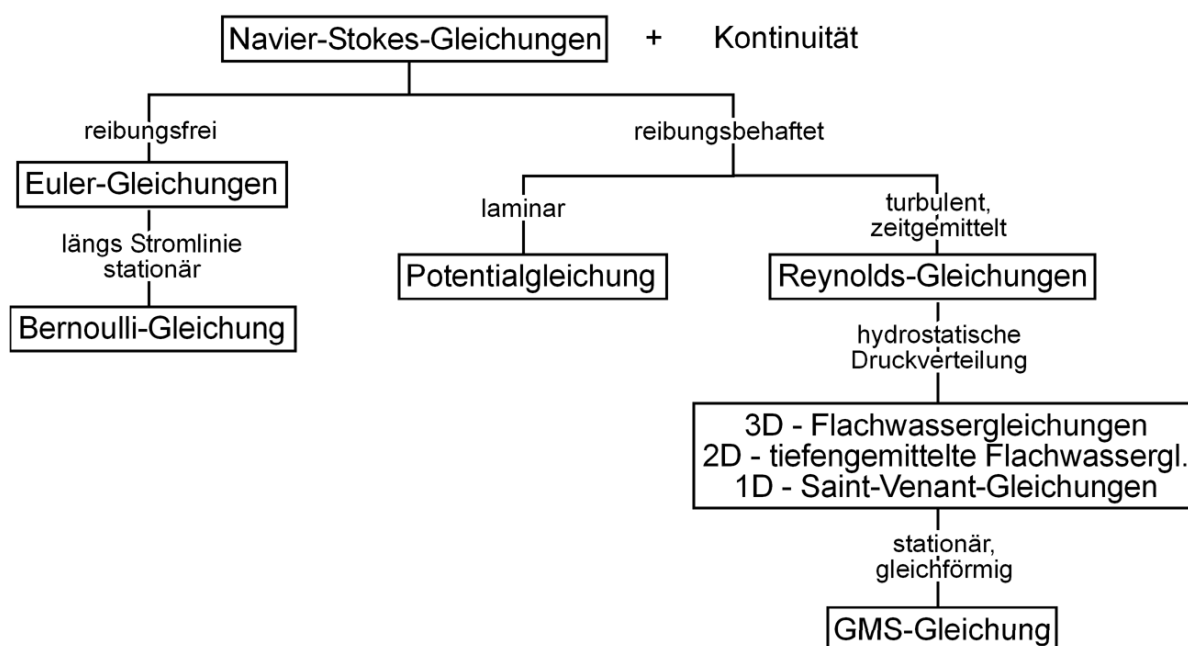 Navier-Stokes-Gleichungen + Kontinuität
reibungsfrei
reibungsbehaftet
Euler-Gleichungen
laminar
turbulent,
zeitgemittelt
längs Stromlinie
stationär
Potentialgleichung
Reynolds-Gleichungen
Bernoulli-Gleichung
hydrostatische
Druckverteilung
3D - Flachwassergleichungen
2D - tiefengemittelte Flachwassergl.
1D - Saint-Venant-Gleichungen
stationär,
gleichförmig
GMS-Gleichung